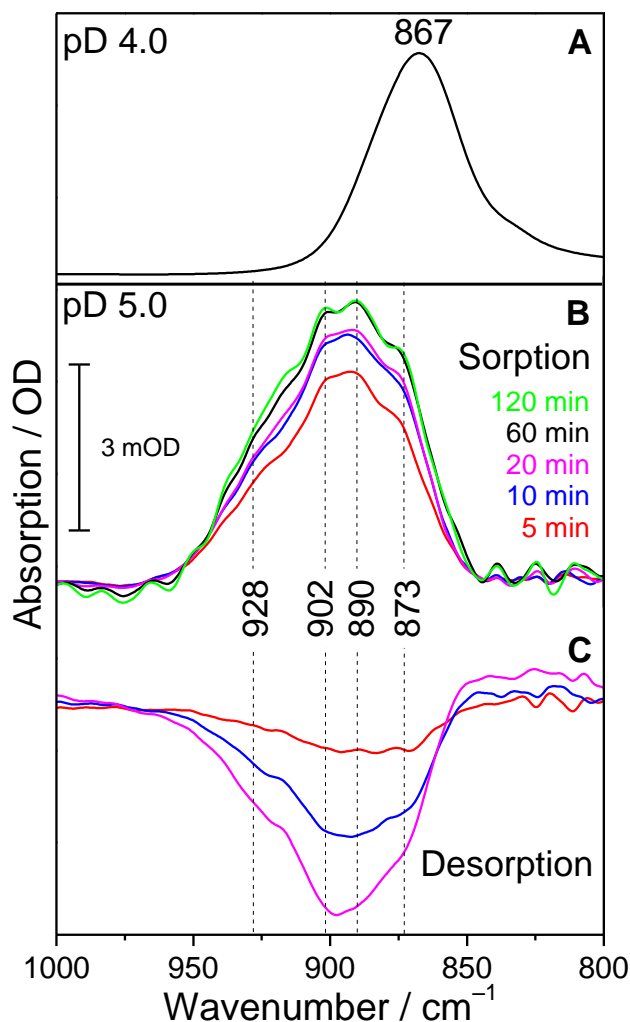 pD 4.0
867
A
pD 5.0
B
Sorption
120 min
60 min
20 min
10 min
5 min
3 mOD
Absorption / OD
928
902
890
873
C
Desorption
1000
950
900
850
800
Wavenumber / cm⁻¹